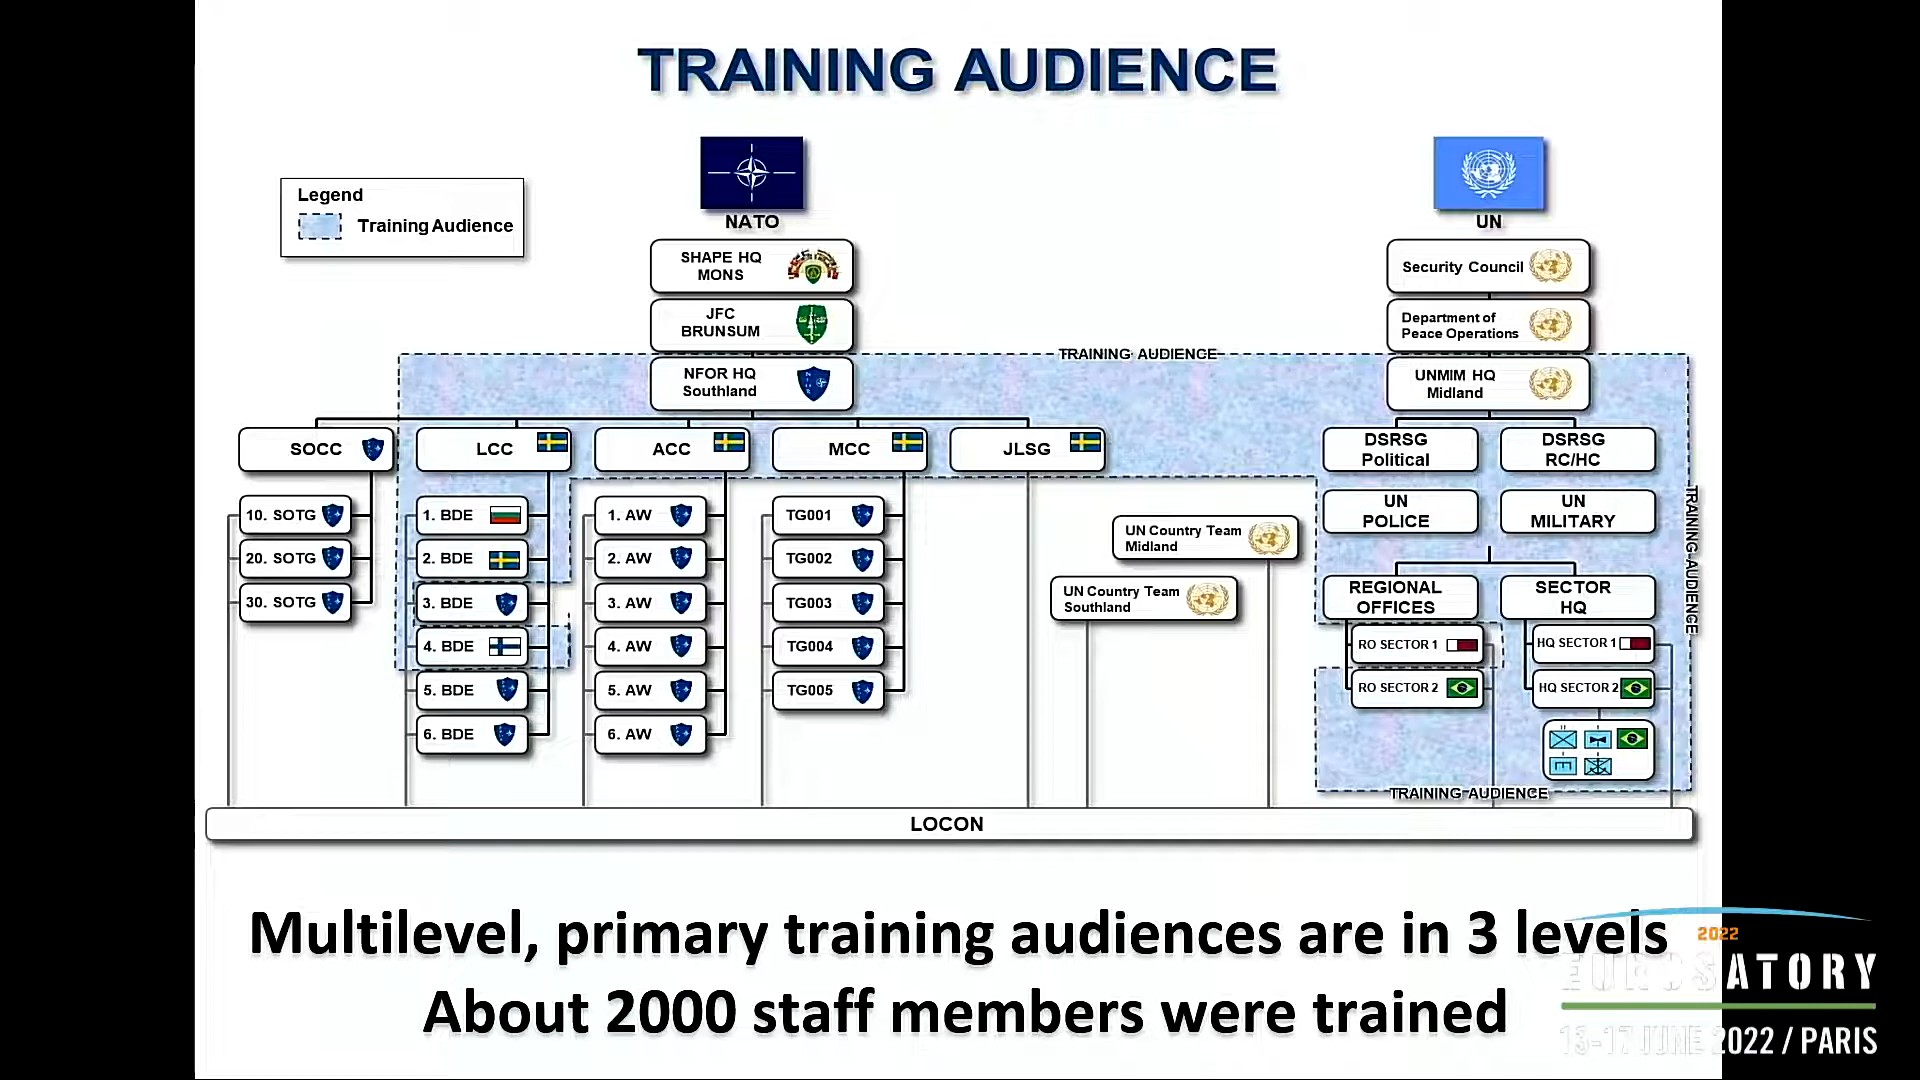 TRAINING AUDIENCE
Legend
Training Audience
NATO
UN
SHAPE HQ
MONS
Security Council
JFC
BRUNSUM
Department of
Peace Operations
TRAINING AUDIENCE
NFOR HQ
Southland
UNMIM HQ
Midland
SOCC
LCC
ACC
MCC
JLSG
DSRSG
Political
DSRSG
RC/HC
10. SOTG
20. SOTG
30. SOTG
1. BDE
2. BDE
3. BDE
4. BDE
5. BDE
6. BDE
1. AW
2. AW
3. AW
4. AW
5. AW
6. AW
TG001
TG002
TG003
TG004
TG005
UN Country Team
Midland
UN Country Team
Southland
UN
POLICE
UN
MILITARY
REGIONAL
OFFICES
SECTOR
HQ
RO SECTOR 1
RO SECTOR 2
HQ SECTOR 1
HQ SECTOR 2
TRAINING AUDIENCE
TRAINING AUDIENCE
LOCON
Multilevel, primary training audiences are in 3 levels
About 2000 staff members were trained
2022
EUROSATORY
13-17 JUNE 2022 / PARIS